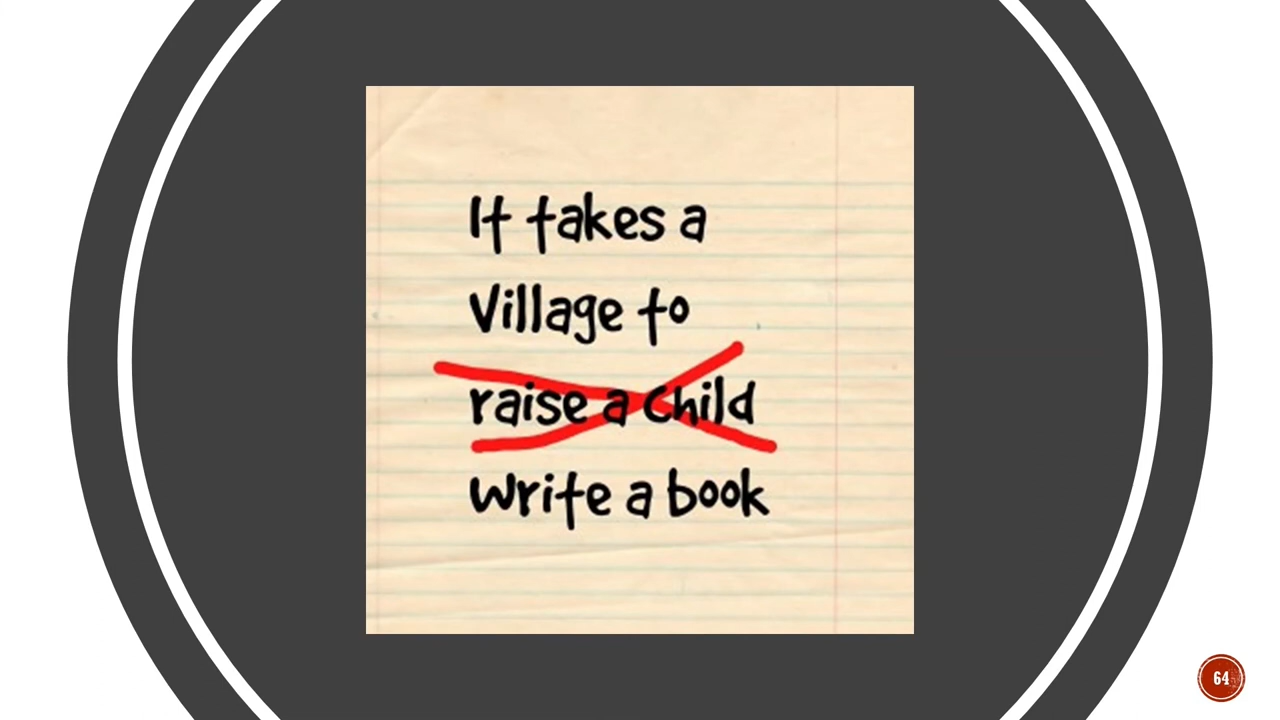 It takes a
Village to
raise a Child
write a book
64